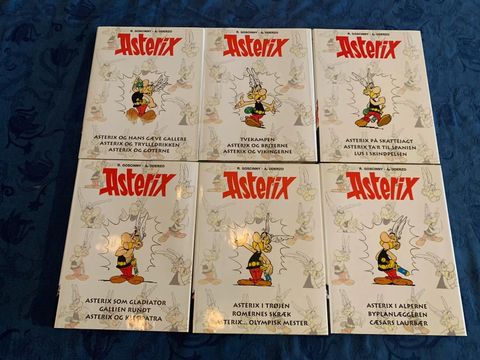 R. GOSCINNY - A. UDERZO
Asterix
ASTERIX OG HANS GÆVE GALLERE
ASTERIX OG TRYLLEDRIKKEN
ASTERIX OG GOTERNE
R. GOSCINNY - A. UDERZO
Asterix
TVEKAMPEN
ASTERIX OG BRITERNE
ASTERIX OG VIKINGERNE
R. GOSCINNY - A. UDERZO
Asterix
ASTERIX PÅ SKATTEJAGT
ASTERIX TA'R TIL SPANIEN
LUS I SKINDPELSEN
R. GOSCINNY - A. UDERZO
Asterix
ASTERIX SOM GLADIATOR
GALLIEN RUNDT
ASTERIX OG KLEOPATRA
R. GOSCINNY - A. UDERZO
Asterix
ASTERIX I TRØJEN
ROMERNES SKRÆK
ASTERIX... OLYMPISK MESTER
R. GOSCINNY - A. UDERZO
Asterix
ASTERIX I ALPERNE
BYPLANLÆGGEREN
CÆSARS LAURBÆR